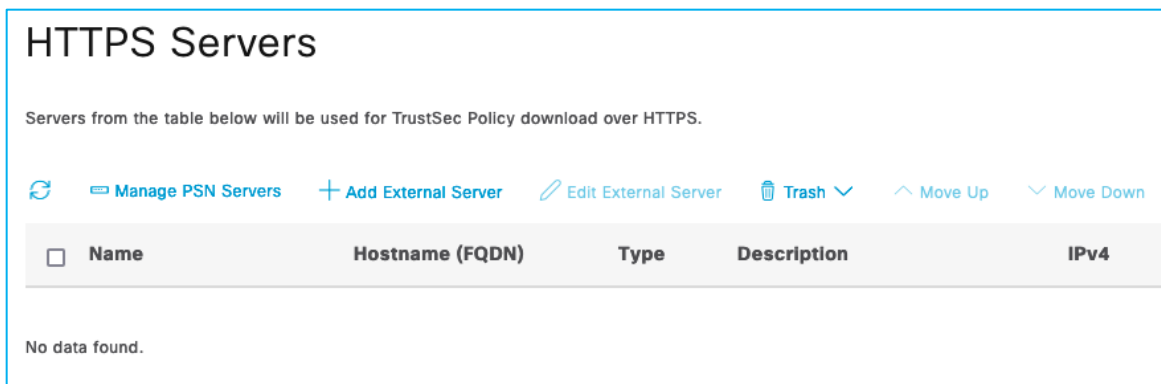 HTTPS Servers
Servers from the table below will be used for TrustSec Policy download over HTTPS.
Manage PSN Servers Add External Server Edit External Server Trash Move Up Move Down
Name Hostname (FQDN) Type Description IPv4
No data found.